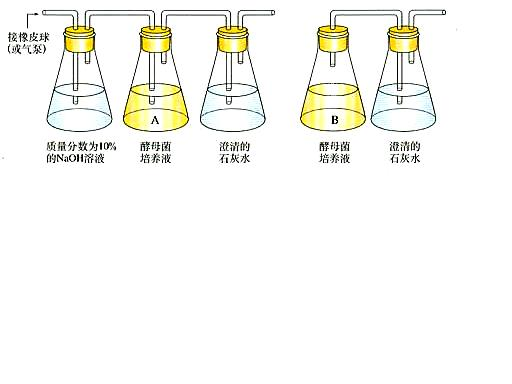 接橡皮球
(或气泵)
A
B
质量分数为10%
的NaOH溶液
酵母菌
培养液
澄清的
石灰水
酵母菌
培养液
澄清的
石灰水